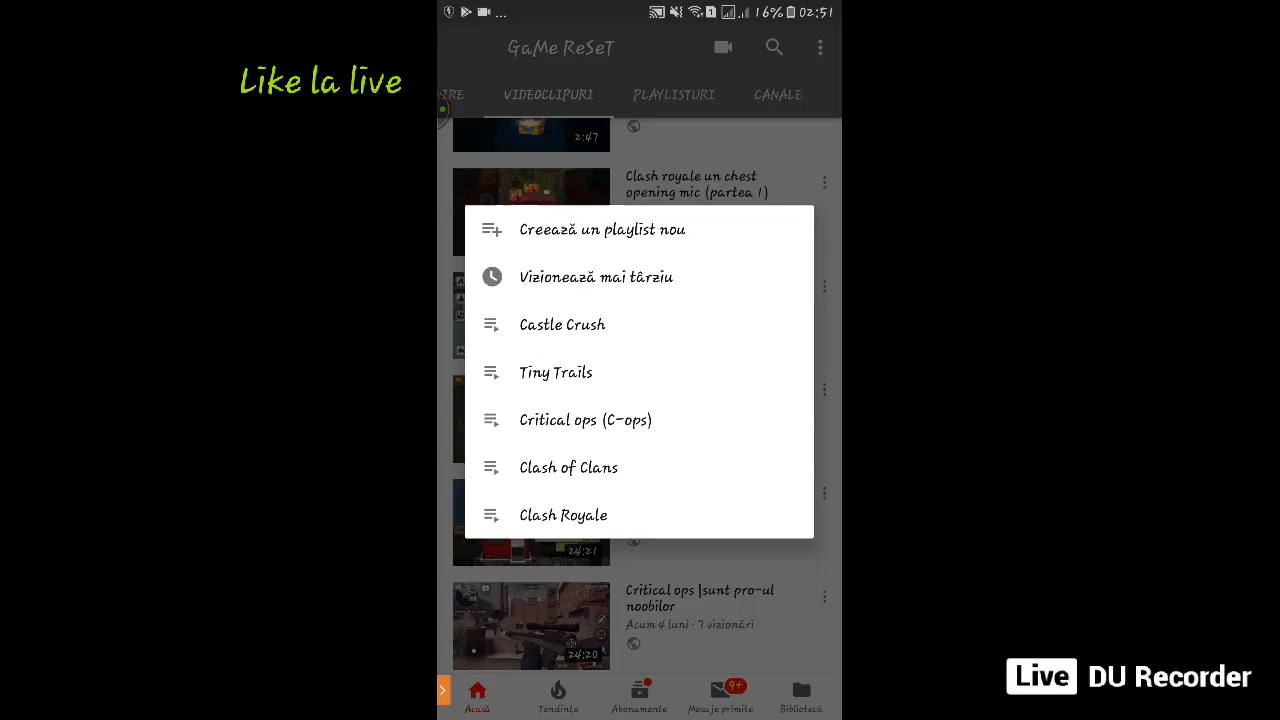 ... 1 16% 02:51
GaMe ReSeT
Like la live
IRE VIDEOCLIPURI PLAYLISTURI CANALE
2:47
Clash royale un chest
opening mic (partea 1)
Creează un playlist nou
Vizionează mai târziu
Castle Crush
Tiny Trails
Critical ops (C-ops)
Clash of Clans
Clash Royale
24:21
Critical ops |sunt pro-ul
noobilor
Acum 4 luni · 7 vizionări
24:20
Live DU Recorder
9+
Acasă Tendințe Abonamente Mesaje primite Bibliotecă